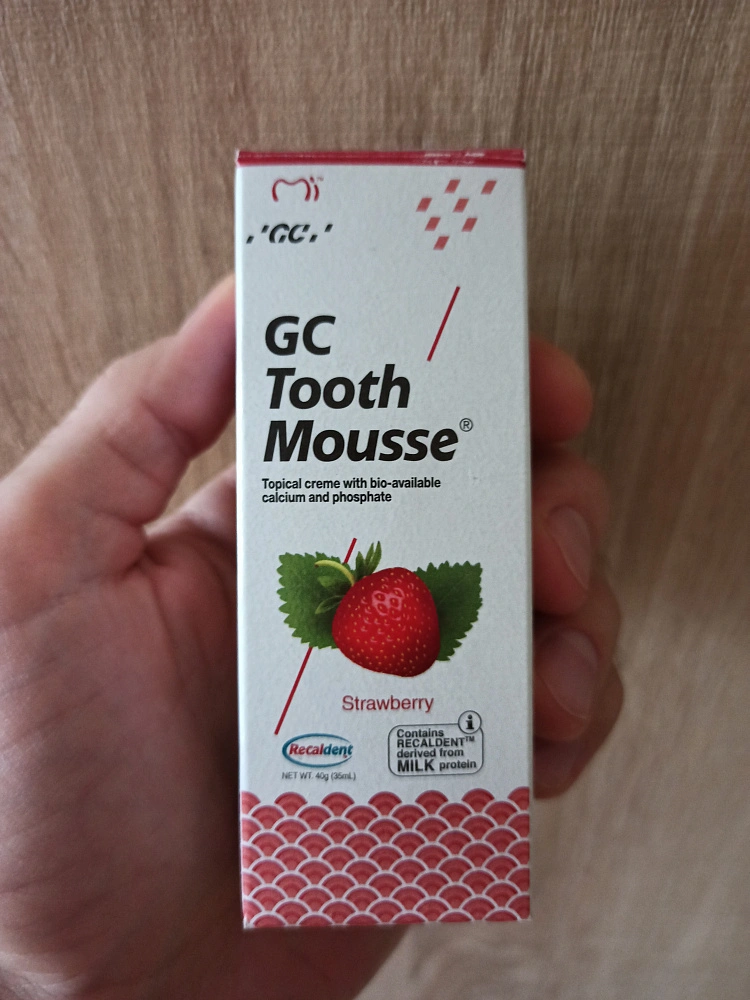 Mi™
GC
GC
Tooth
Mousse®
Topical creme with bio-available
calcium and phosphate
Strawberry
Recaldent
NET WT. 40g (35mL)
i
Contains
RECALDENT™
derived from
MILK protein